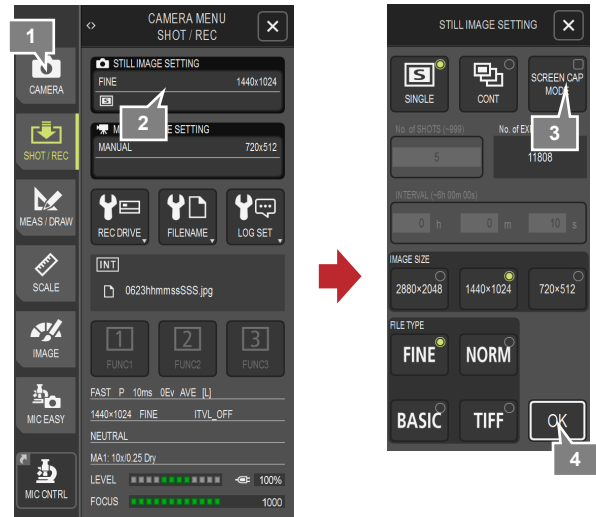 CAMERA MENU
SHOT / REC
1
CAMERA
SHOT / REC
MEAS / DRAW
SCALE
IMAGE
MIC EASY
MIC CNTRL
STILL IMAGE SETTING
FINE 1440x1024
S
2
M E SETTING
MANUAL 720x512
REC DRIVE FILENAME LOG SET
INT
0623hhmmssSSS.jpg
1 2 3
FUNC1 FUNC2 FUNC3
FAST P 10ms 0Ev AVE [L]
1440×1024 FINE ITVL_OFF
NEUTRAL
MA1: 10x/0.25 Dry
LEVEL 100%
FOCUS 1000
STILL IMAGE SETTING
S
SINGLE CONT SCREEN CAP
MODE
3
No. of SHOTS (~999) No. of EX
5 11808
INTERVAL (~6h 00m 00s)
0 h 0 m 10 s
IMAGE SIZE
2880×2048 1440×1024 720×512
FILE TYPE
FINE NORM
BASIC TIFF OK
4